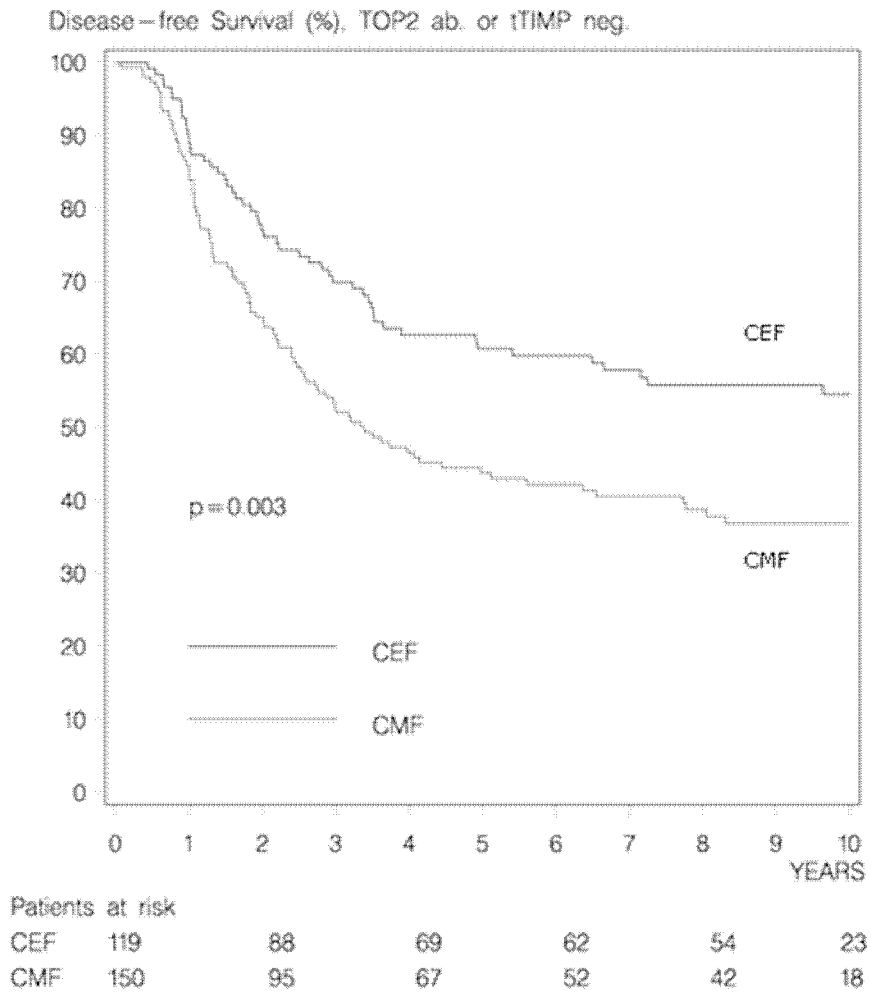 Disease-free Survival (%), TOP2 ab. or tTIMP neg.
100
90
80
70
60
50
40
30
20
10
0
CEF
p=0.003
CMF
CEF
CMF
0 1 2 3 4 5 6 7 8 9 10
YEARS
Patients at risk
CEF 119 88 69 62 54 23
CMF 150 95 67 52 42 18